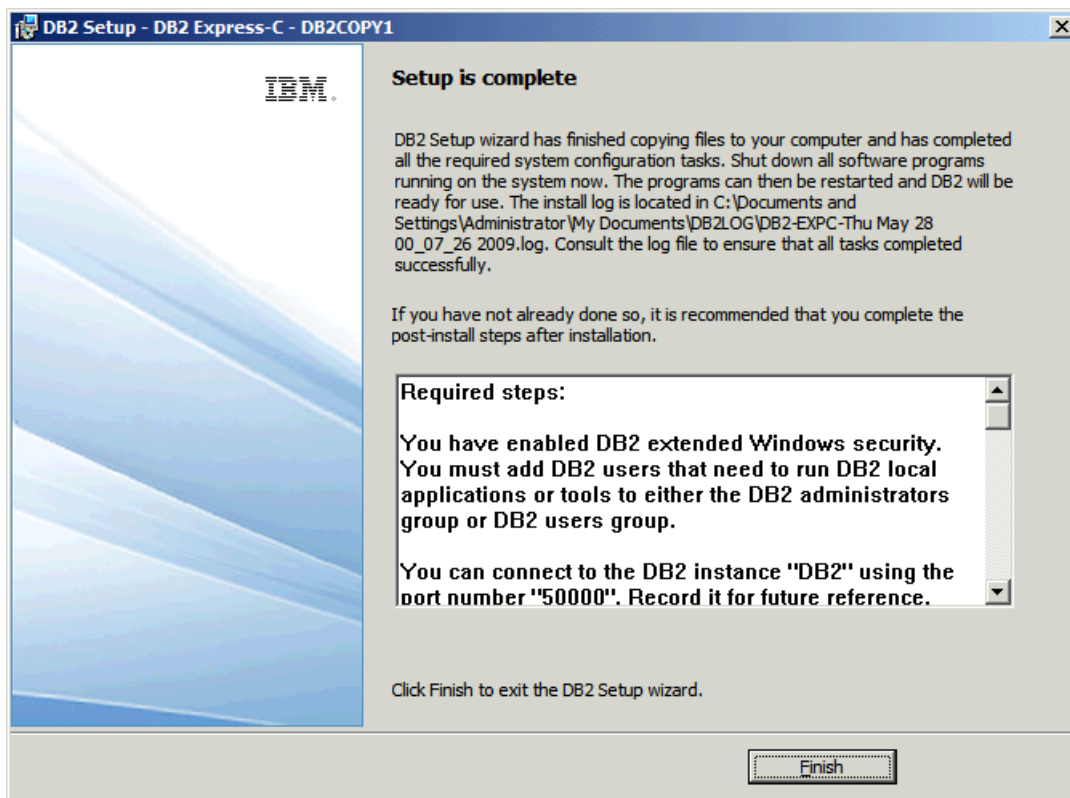 DB2 Setup - DB2 Express-C - DB2COPY1
IBM.
Setup is complete
DB2 Setup wizard has finished copying files to your computer and has completed
all the required system configuration tasks. Shut down all software programs
running on the system now. The programs can then be restarted and DB2 will be
ready for use. The install log is located in C:\Documents and
Settings\Administrator\My Documents\DB2LOG\DB2-EXPC-Thu May 28
00_07_26 2009.log. Consult the log file to ensure that all tasks completed
successfully.
If you have not already done so, it is recommended that you complete the
post-install steps after installation.
Required steps:
You have enabled DB2 extended Windows security.
You must add DB2 users that need to run DB2 local
applications or tools to either the DB2 administrators
group or DB2 users group.
You can connect to the DB2 instance "DB2" using the
port number "50000". Record it for future reference.
Click Finish to exit the DB2 Setup wizard.
Finish